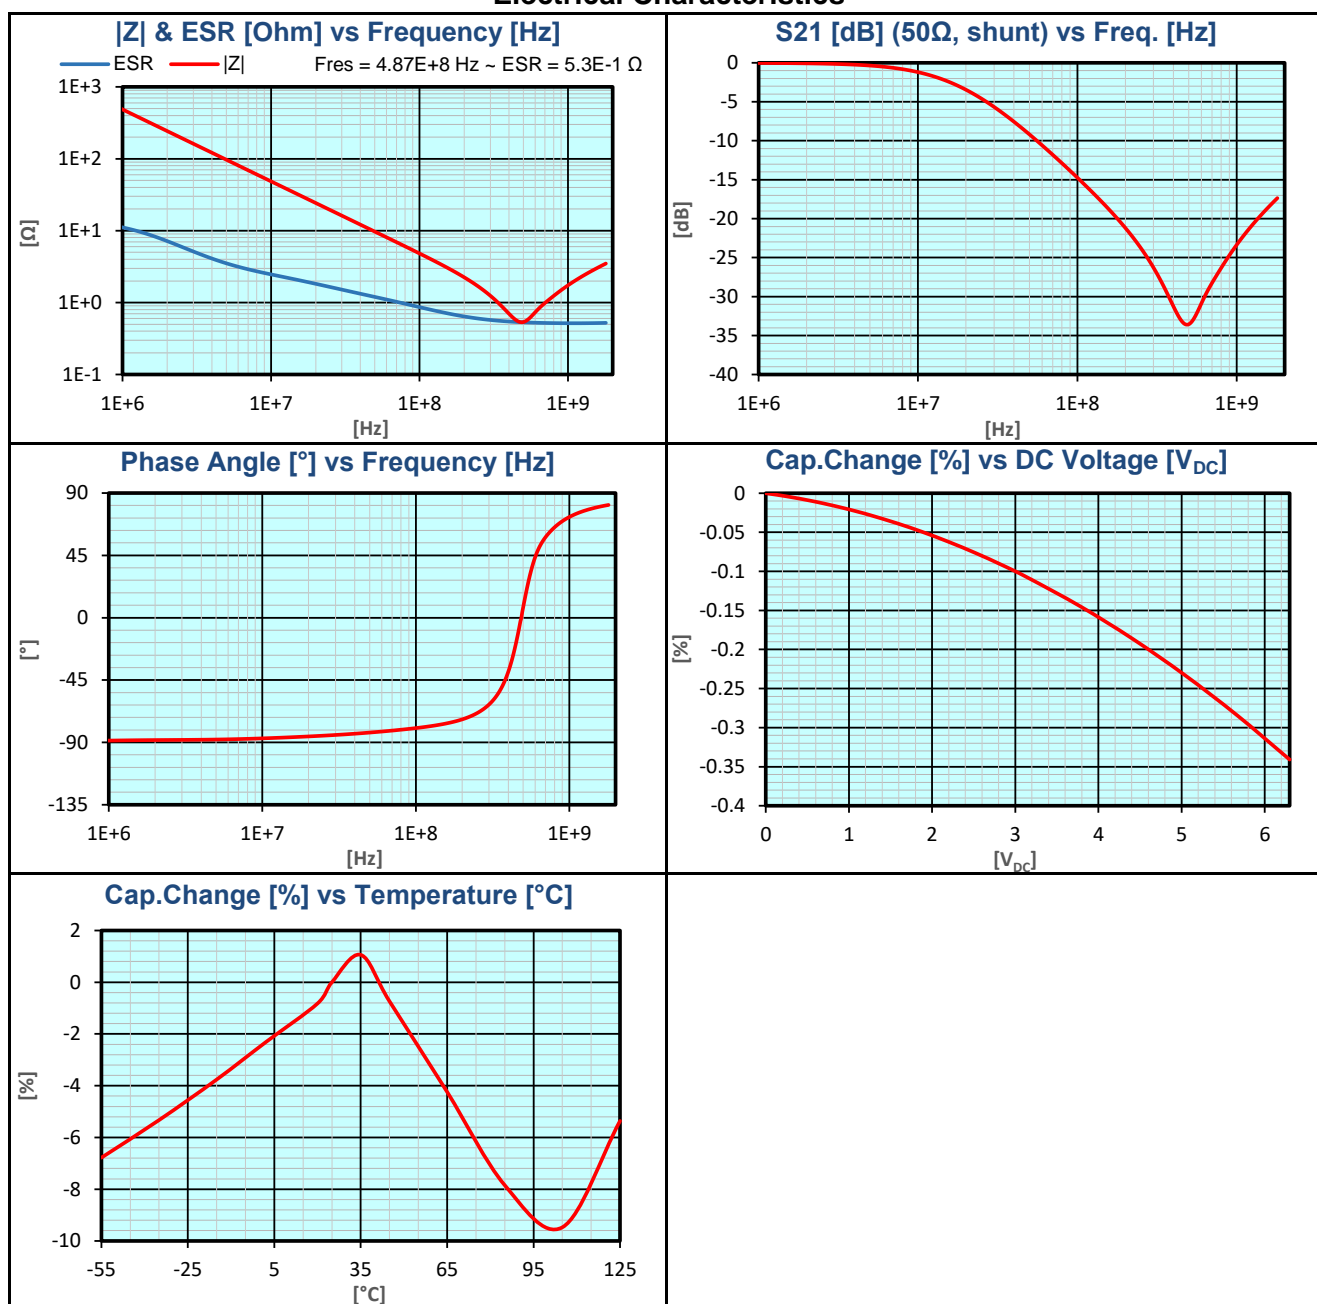 |Z| & ESR [Ohm] vs Frequency [Hz]
ESR |Z| Fres = 4.87E+8 Hz ~ ESR = 5.3E-1 Ω
1E+3
1E+2
1E+1
1E+0
1E-1
[Ω]
1E+6 1E+7 1E+8 1E+9
[Hz]
S21 [dB] (50Ω, shunt) vs Freq. [Hz]
0
-5
-10
-15
-20
-25
-30
-35
-40
[dB]
1E+6 1E+7 1E+8 1E+9
[Hz]
Phase Angle [°] vs Frequency [Hz]
90
45
0
-45
-90
-135
[°]
1E+6 1E+7 1E+8 1E+9
[Hz]
Cap.Change [%] vs DC Voltage [V_DC]
0
-0.05
-0.1
-0.15
-0.2
-0.25
-0.3
-0.35
-0.4
[%]
0 1 2 3 4 5 6
[V_DC]
Cap.Change [%] vs Temperature [°C]
2
0
-2
-4
-6
-8
-10
[%]
-55 -25 5 35 65 95 125
[°C]